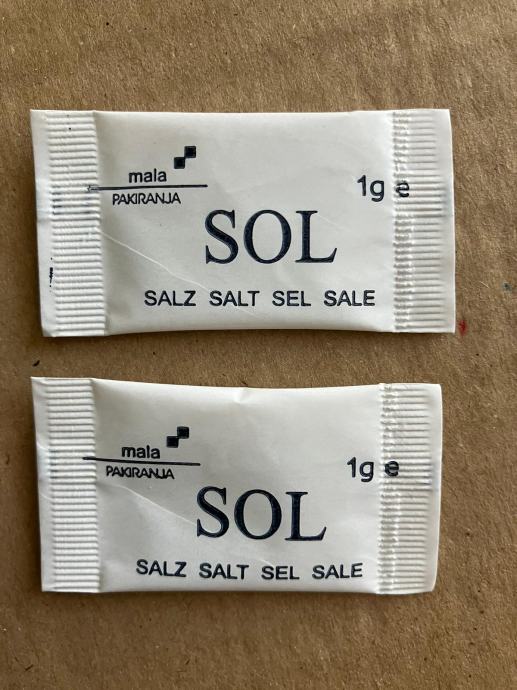 mala
PAKIRANJA
1g e
SOL
SALZ SALT SEL SALE
mala
PAKIRANJA
1g e
SOL
SALZ SALT SEL SALE